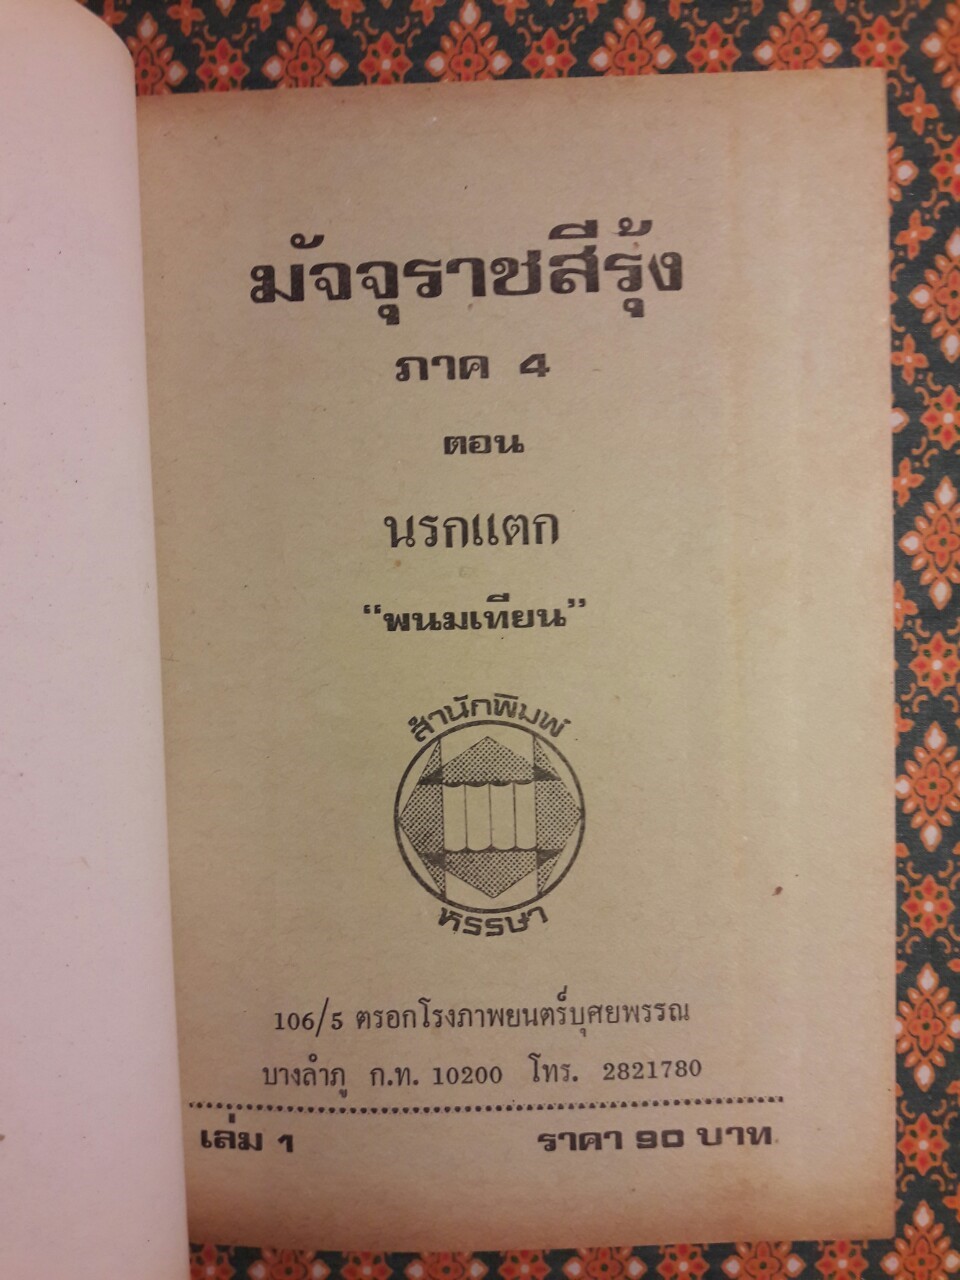 มัจจุราชสีรุ้ง
ภาค 4
ตอน
นรกแตก
“พนมเทียน”
สำนักพิมพ์
หรรษา
106/5 ตรอกโรงภาพยนตร์บุศยพรรณ
บางลำภู ก.ท. 10200 โทร. 2821780
เล่ม 1 ราคา 90 บาท